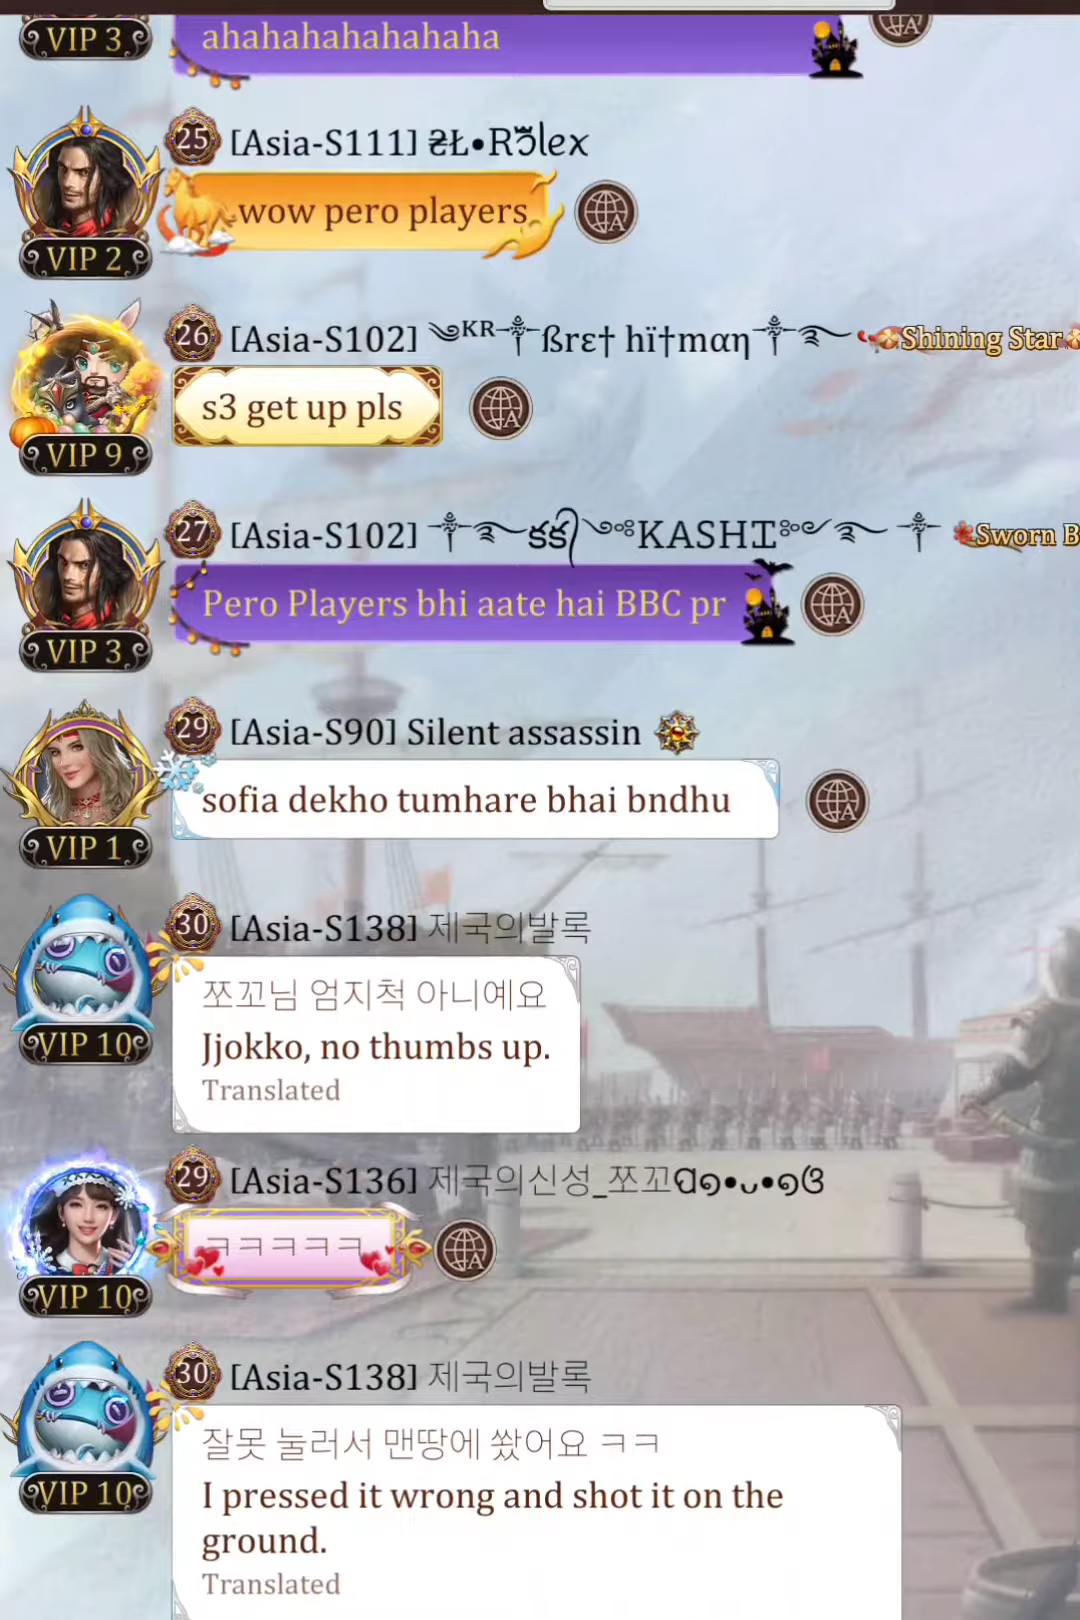 VIP 3
ahahahahahahaha
25 [Asia-S111]
VIP 2
wow pero players
26 [Asia-S102] Shining Star
VIP 9
s3 get up pls
27 [Asia-S102] KASHI Sworn B
VIP 3
Pero Players bhi aate hai BBC pr
29 [Asia-S90] Silent assassin
VIP 1
sofia dekho tumhare bhai bndhu
30 [Asia-S138] 제국의발록
VIP 10
쪼꼬님 엄지척 아니예요
Jjokko, no thumbs up.
Translated
29 [Asia-S136] 제국의신성_쪼꼬
VIP 10
ㅋㅋㅋㅋㅋ
30 [Asia-S138] 제국의발록
VIP 10
잘못 눌러서 맨땅에 쐈어요 ㅋㅋ
I pressed it wrong and shot it on the
ground.
Translated